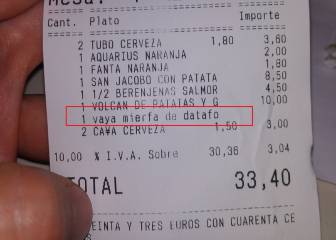 Cant. Plato Importe
2 TUBO CERVEZA 1,80 3,60
1 AQUARIUS NARANJA 2,00
1 FANTA NARANJA 1,80
1 SAN JACOBO CON PATATA 8,50
1 1/2 BERENJENAS SALMOR 4,50
1 VOLCAN DE PATATAS Y G 10,00
1 vaya mierfa de datafo
2 CAÑA CERVEZA 1,50 3,00
10,00 % I.V.A. Sobre 30,36 3,04
TOTAL 33,40
EINTA Y TRES EUROS CON CUARENTA CE